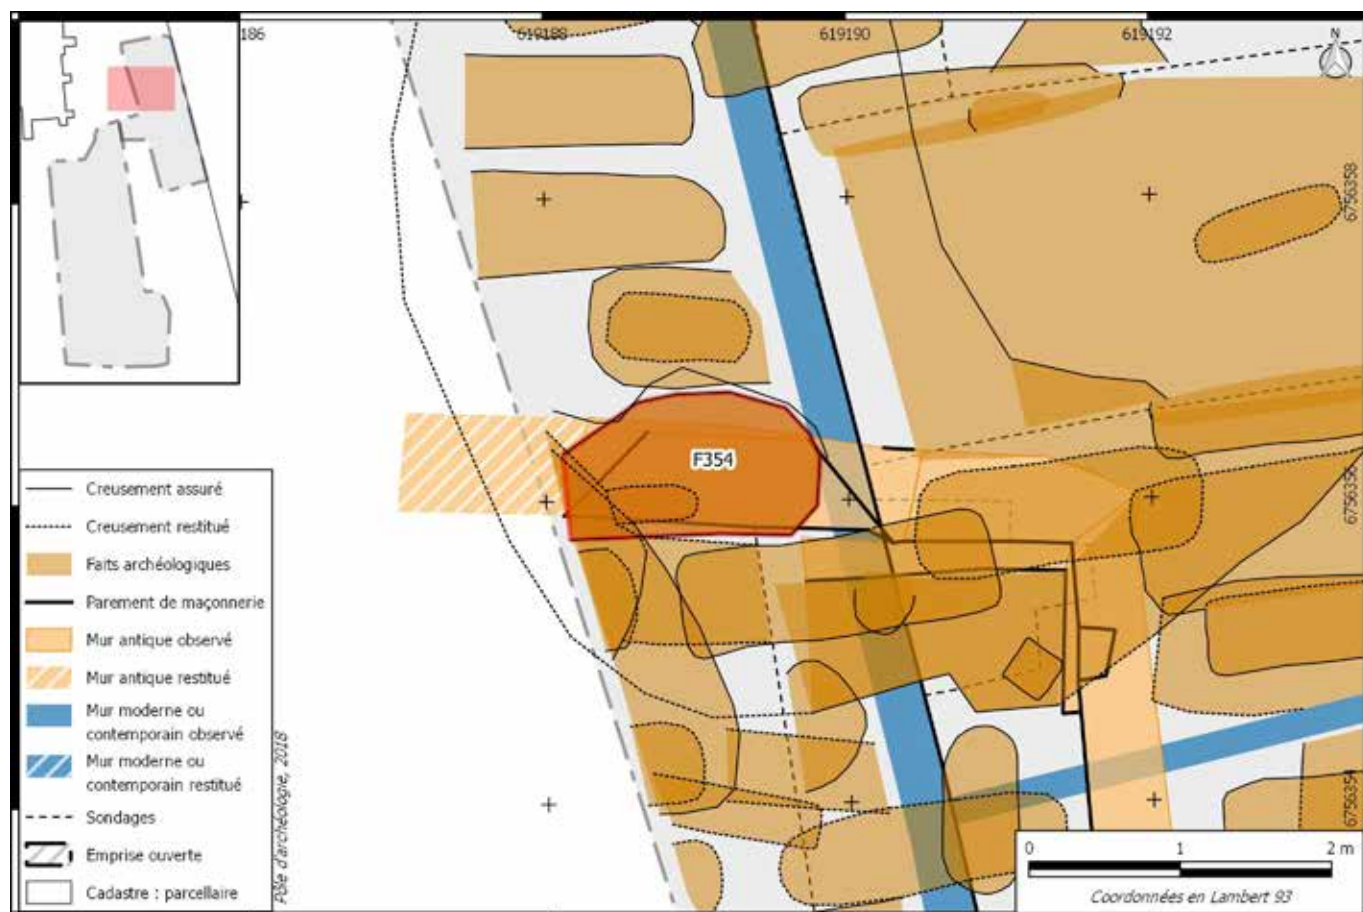 186
619188
619190
619192
N
6756358
F354
6756356
6756354
Creusement assuré
Creusement restitué
Faits archéologiques
Parement de maçonnerie
Mur antique observé
Mur antique restitué
Mur moderne ou
contemporain observé
Mur moderne ou
contemporain restitué
Sondages
Emprise ouverte
Cadastre : parcellaire
Pôle d'archéologie, 2018
0 1 2 m
Coordonnées en Lambert 93